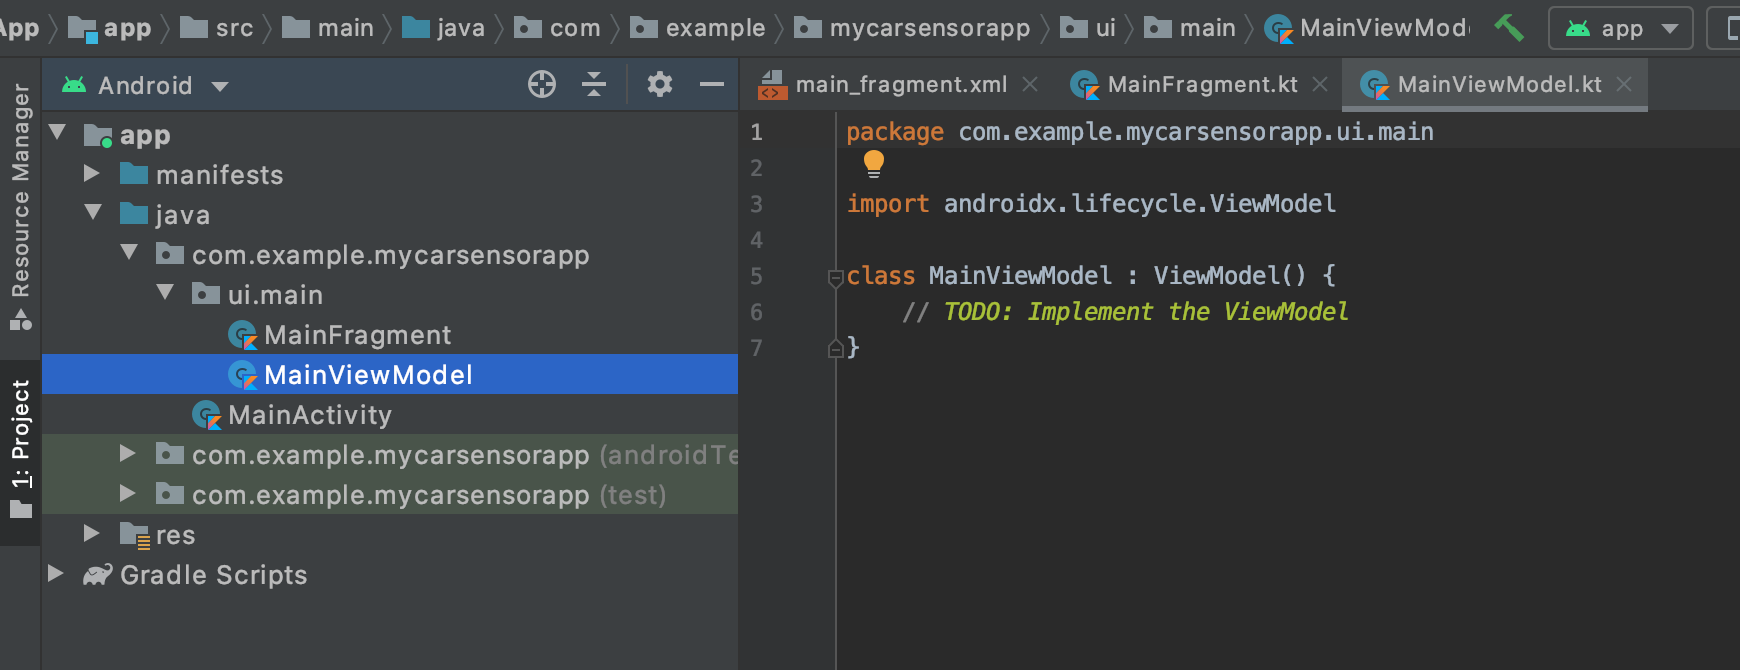 App app src main java com example mycarsensorapp ui main MainViewMod app
Resource Manager
1: Project
Android
app
manifests
java
com.example.mycarsensorapp
ui.main
MainFragment
MainViewModel
MainActivity
com.example.mycarsensorapp (androidTe
com.example.mycarsensorapp (test)
res
Gradle Scripts
main_fragment.xml MainFragment.kt MainViewModel.kt
1 package com.example.mycarsensorapp.ui.main
2
3 import androidx.lifecycle.ViewModel
4
5 class MainViewModel : ViewModel() {
6 // TODO: Implement the ViewModel
7 }